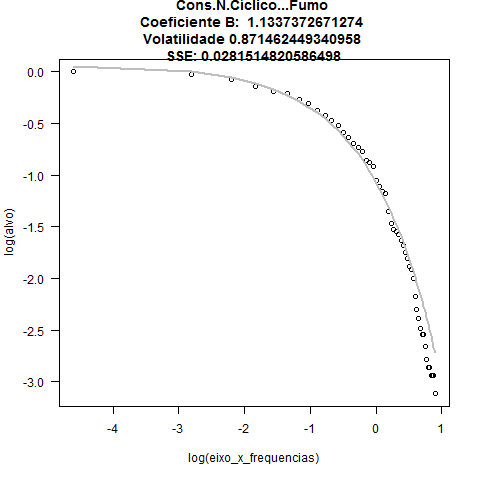 Cons.N.Ciclico...Fumo
Coeficiente B:  1.1337372671274
Volatilidade 0.871462449340958
SSE: 0.0281514820586498
0.0
-0.5
-1.0
-1.5
-2.0
-2.5
-3.0
log(alvo)
-4
-3
-2
-1
0
1
log(eixo_x_frequencias)